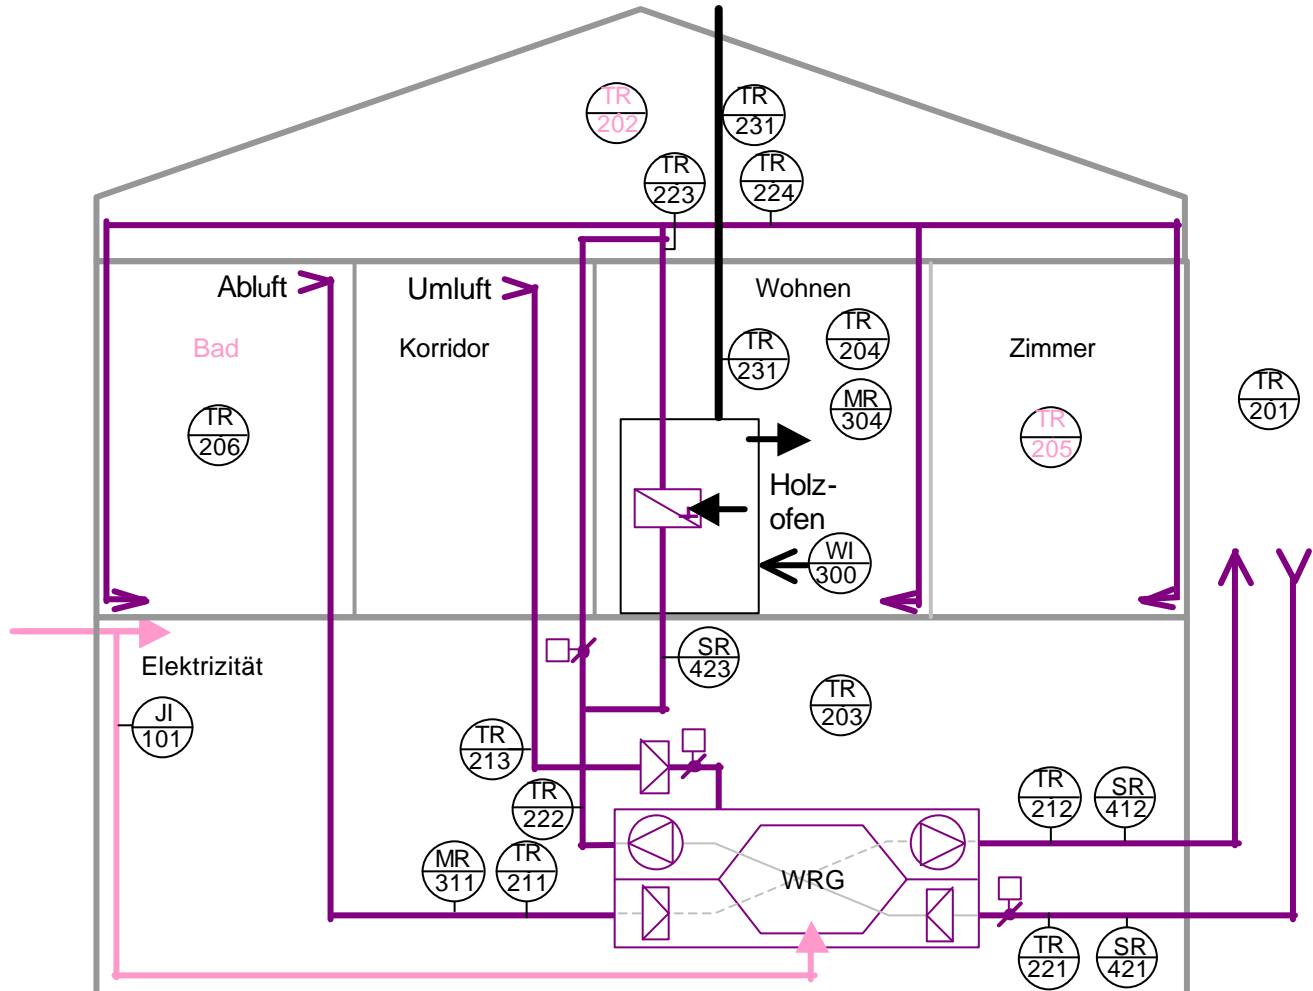 TR
202
TR
231
TR
223
TR
224
Abluft
Umluft
Wohnen
Bad
Korridor
TR
231
TR
204
Zimmer
MR
304
TR
201
TR
206
TR
205
Holz-
ofen
WI
300
Elektrizität
SR
423
TR
203
JI
101
TR
213
TR
222
TR
212
SR
412
MR
311
TR
211
WRG
TR
221
SR
421